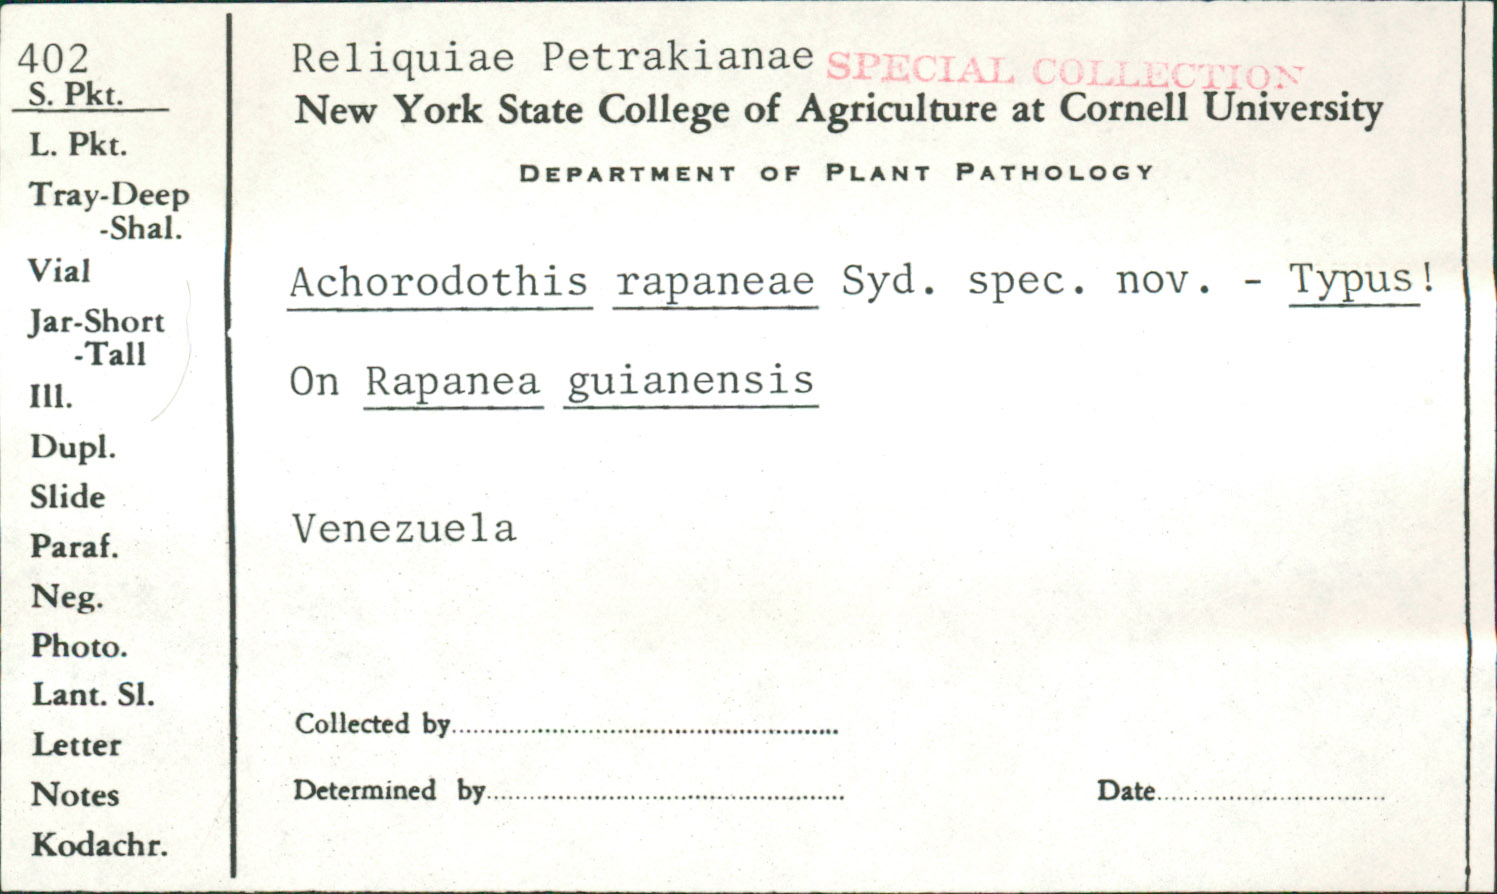 402
S. Pkt.
L. Pkt.
Tray-Deep
-Shal.
Vial
Jar-Short
-Tall
Ill.
Dupl.
Slide
Paraf.
Neg.
Photo.
Lant. Sl.
Letter
Notes
Kodachr.
Reliquiae Petrakianae SPECIAL COLLECTION
New York State College of Agriculture at Cornell University
DEPARTMENT OF PLANT PATHOLOGY
Achorodothis rapaneae Syd. spec. nov. - Typus!
On Rapanea guianensis
Venezuela
Collected by
Determined by
Date